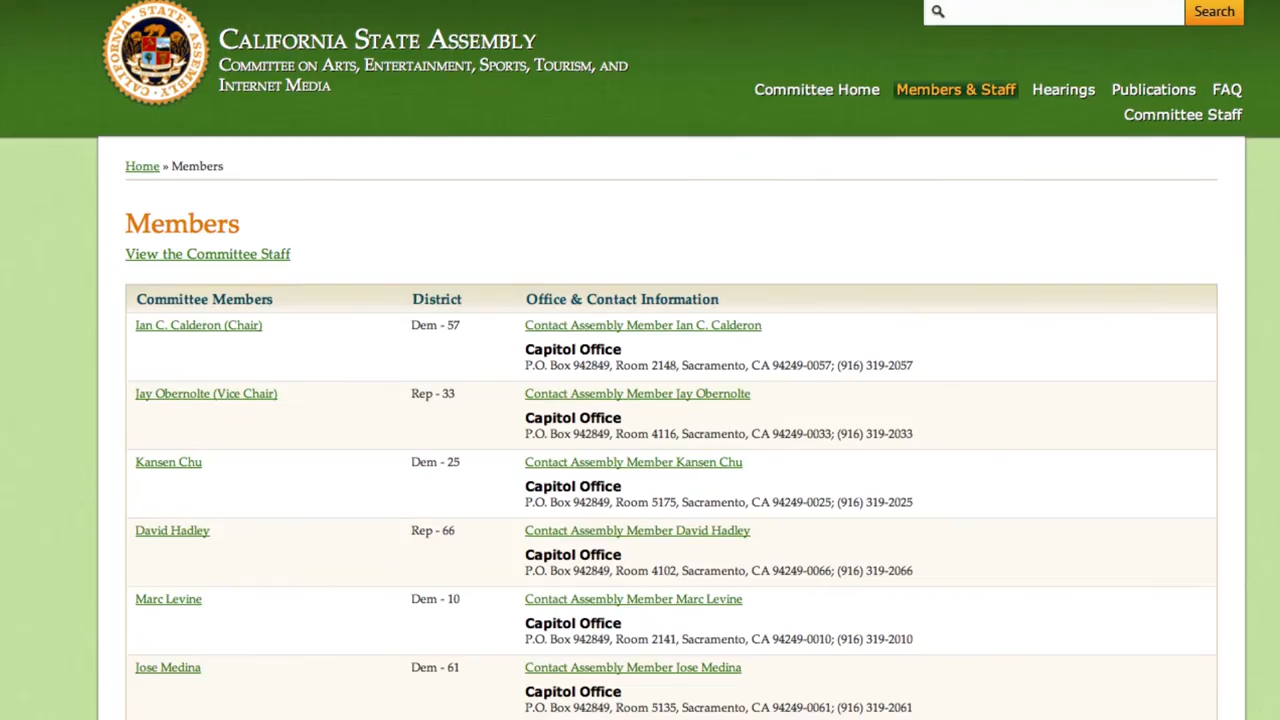 CALIFORNIA STATE ASSEMBLY
Search
CALIFORNIA STATE ASSEMBLY
COMMITTEE ON ARTS, ENTERTAINMENT, SPORTS, TOURISM, AND
INTERNET MEDIA
Committee Home Members & Staff Hearings Publications FAQ
Committee Staff
Home » Members
Members
View the Committee Staff
Committee Members District Office & Contact Information
Ian C. Calderon (Chair) Dem - 57 Contact Assembly Member Ian C. Calderon
Capitol Office
P.O. Box 942849, Room 2148, Sacramento, CA 94249-0057; (916) 319-2057
Jay Obernolte (Vice Chair) Rep - 33 Contact Assembly Member Jay Obernolte
Capitol Office
P.O. Box 942849, Room 4116, Sacramento, CA 94249-0033; (916) 319-2033
Kansen Chu Dem - 25 Contact Assembly Member Kansen Chu
Capitol Office
P.O. Box 942849, Room 5175, Sacramento, CA 94249-0025; (916) 319-2025
David Hadley Rep - 66 Contact Assembly Member David Hadley
Capitol Office
P.O. Box 942849, Room 4102, Sacramento, CA 94249-0066; (916) 319-2066
Marc Levine Dem - 10 Contact Assembly Member Marc Levine
Capitol Office
P.O. Box 942849, Room 2141, Sacramento, CA 94249-0010; (916) 319-2010
Jose Medina Dem - 61 Contact Assembly Member Jose Medina
Capitol Office
P.O. Box 942849, Room 5135, Sacramento, CA 94249-0061; (916) 319-2061